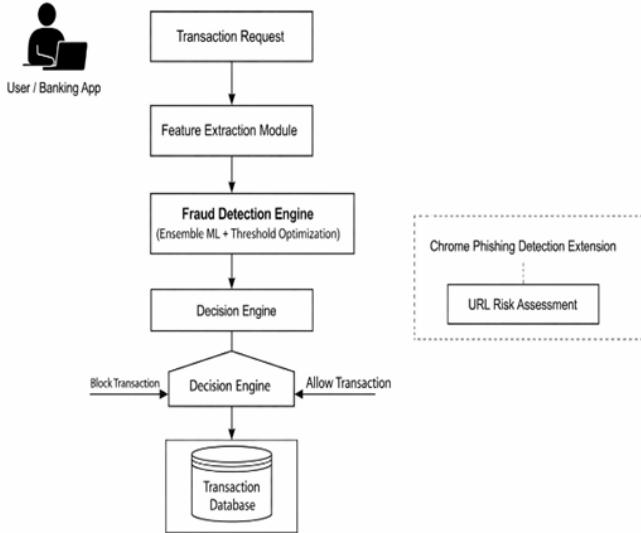 User / Banking App
Transaction Request
Feature Extraction Module
Fraud Detection Engine
(Ensemble ML + Threshold Optimization)
Decision Engine
Block Transaction
Decision Engine
Allow Transaction
Transaction
Database
Chrome Phishing Detection Extension
URL Risk Assessment